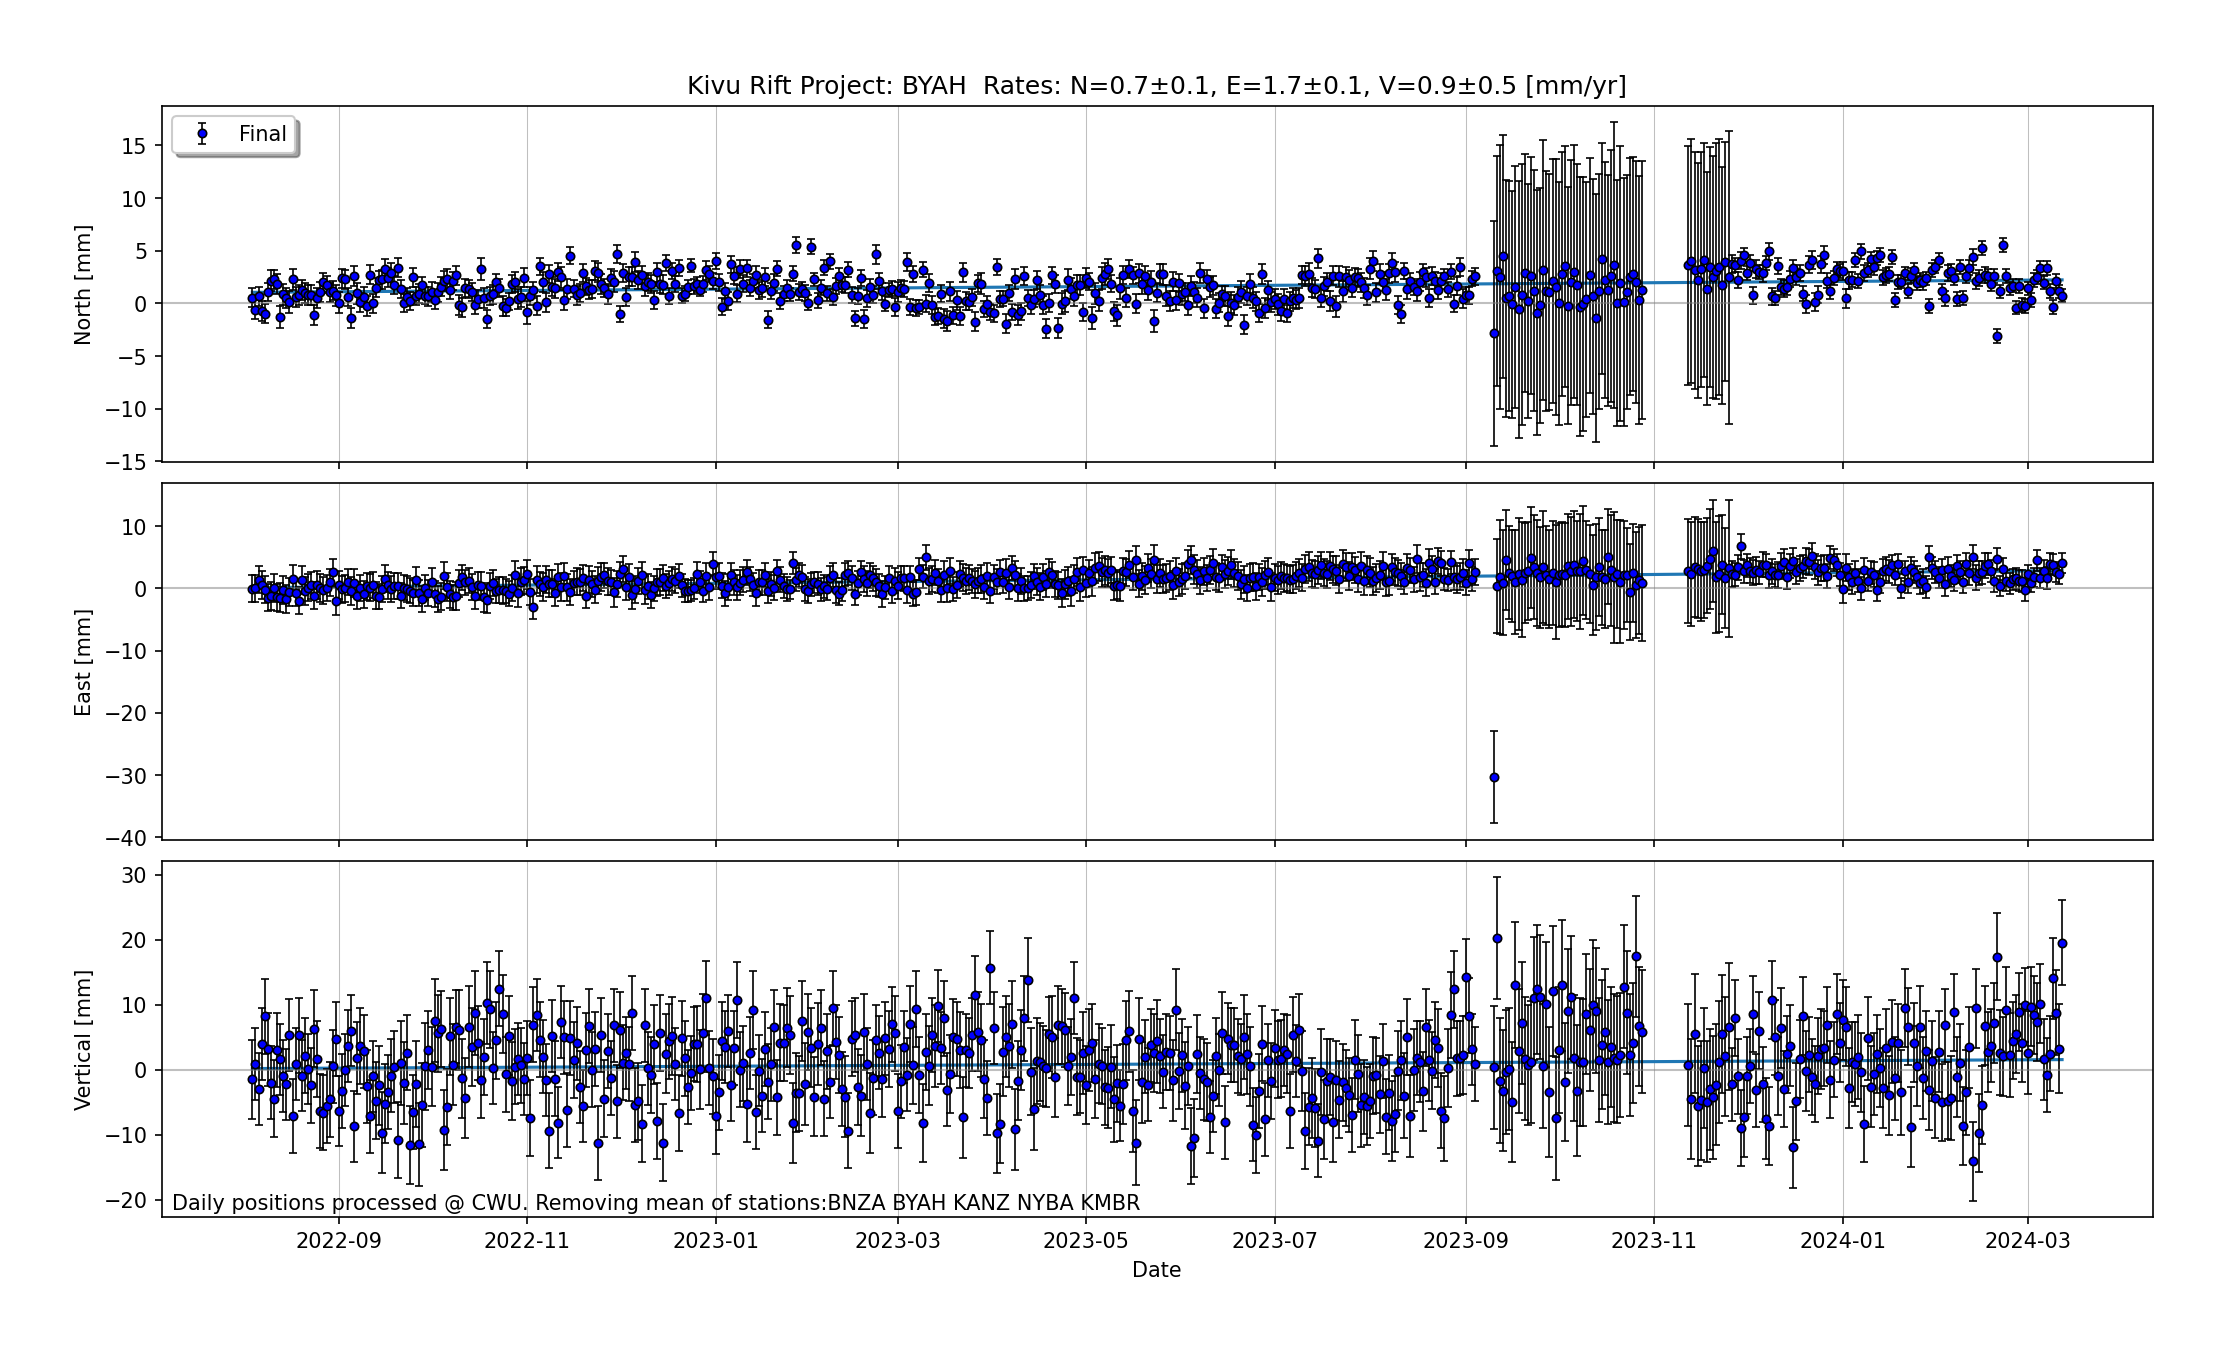 Kivu Rift Project: BYAH  Rates: N=0.7±0.1, E=1.7±0.1, V=0.9±0.5 [mm/yr]
Final
North [mm]
15
10
5
0
−5
−10
−15
East [mm]
10
0
−10
−20
−30
−40
Vertical [mm]
30
20
10
0
−10
−20
Daily positions processed @ CWU. Removing mean of stations:BNZA BYAH KANZ NYBA KMBR
2022-09 2022-11 2023-01 2023-03 2023-05 2023-07 2023-09 2023-11 2024-01 2024-03
Date